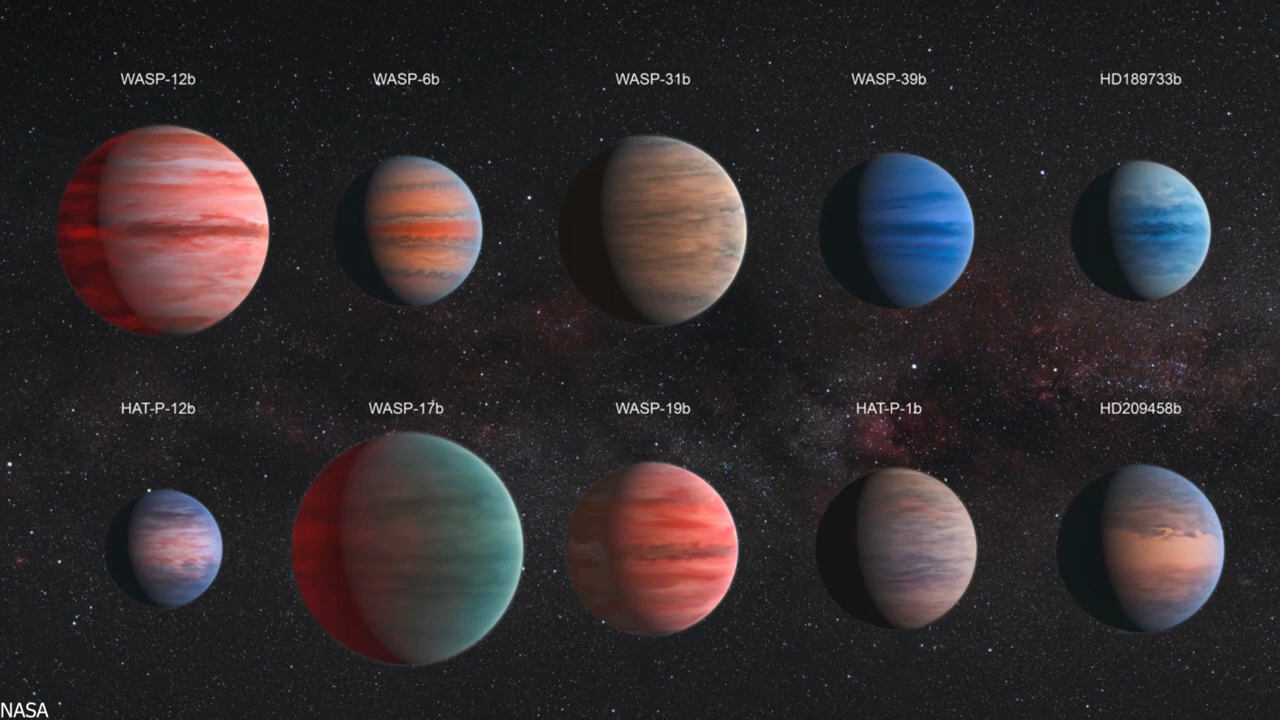 WASP-12b
WASP-6b
WASP-31b
WASP-39b
HD189733b
HAT-P-12b
WASP-17b
WASP-19b
HAT-P-1b
HD209458b
NASA